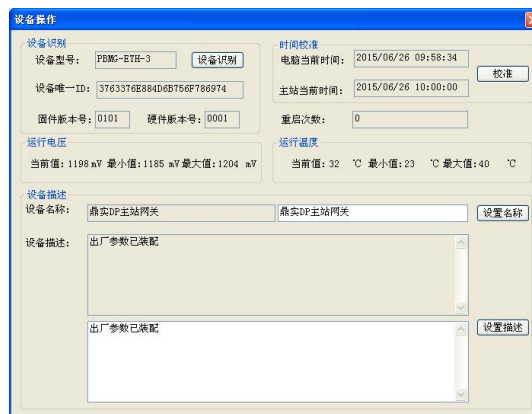 设备操作
设备识别
设备型号: PBMG-ETH-3 设备识别
设备唯一ID: 3763376E884D6B756F786974
固件版本号: 0101 硬件版本号: 0001
时间校准
电脑当前时间: 2015/06/26 09:58:34
校准
主站当前时间: 2015/06/26 10:00:00
重启次数: 0
运行电压
当前值: 1198 mV 最小值: 1185 mV 最大值: 1204 mV
运行温度
当前值: 32 ℃ 最小值: 23 ℃ 最大值: 40 ℃
设备描述
设备名称: 鼎实DP主站网关 鼎实DP主站网关 设置名称
设备描述: 出厂参数已装配
出厂参数已装配 设置描述